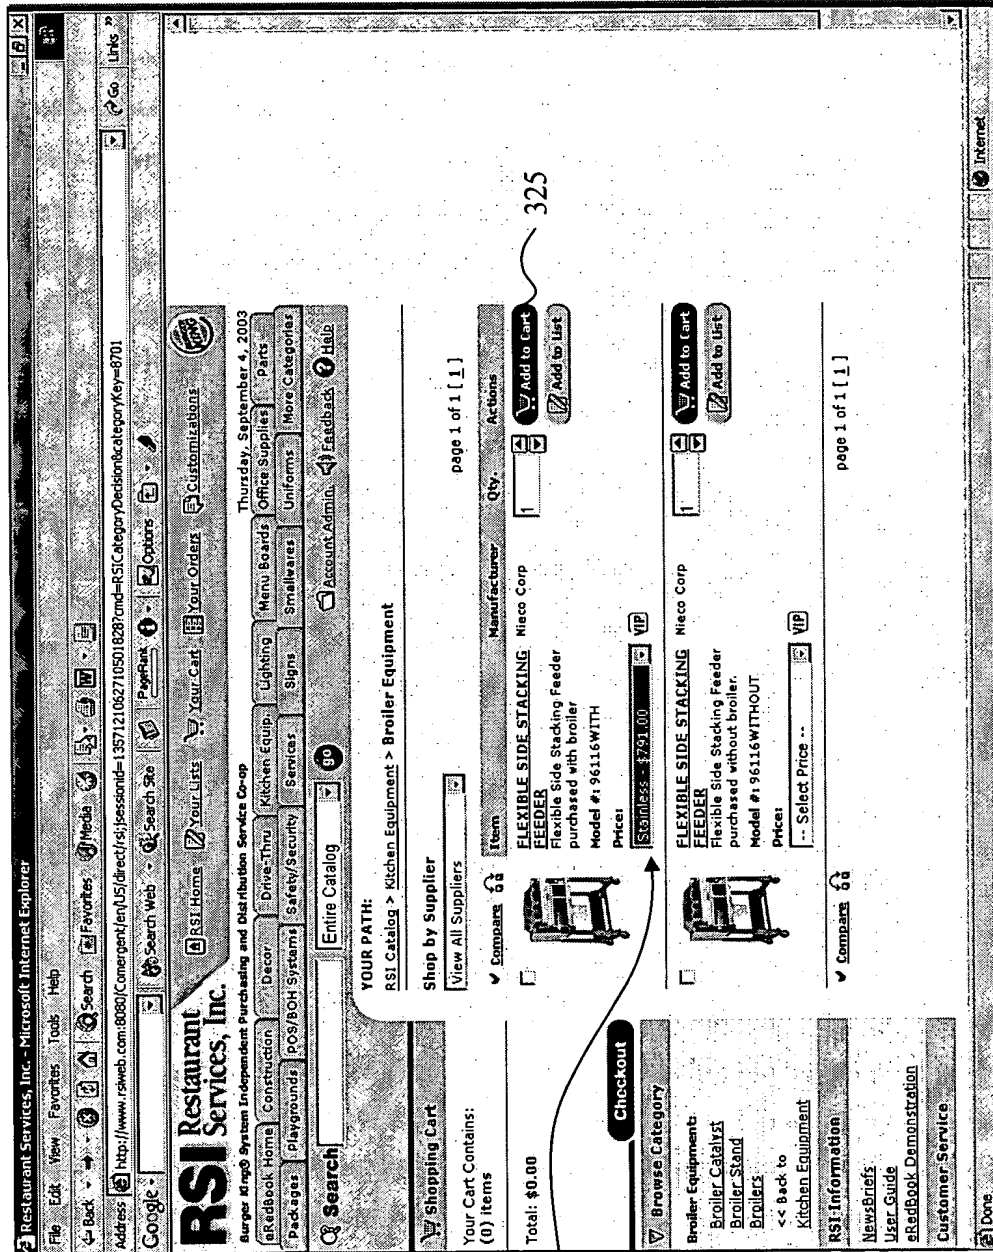 Restaurant Services, Inc. - Microsoft Internet Explorer
File Edit View Favorites Tools Help
Back Search Favorites Media
Address http://www.rsiweb.com:8080/Comergent/en/US/direct/rsi;jsessionid=1357121062710501828?cmd=RSICategoryDecision&categoryKey=8701 Go Links »
Google Search Web Search Site PageRank Options
RSI Restaurant Services, Inc.
RSI Home Your Lists Your Cart Your Orders Customizations
Burger King® System Independent Purchasing and Distribution Service Co-op Thursday, September 4, 2003
eRedBook Home Construction Decor Drive-Thru Kitchen Equip. Lighting Menu Boards Office Supplies Parts
Packages Playgrounds POS/BOH Systems Safety/Security Services Signs Smallwares Uniforms More Categories
Search Entire Catalog go Account Admin. Feedback Help
Shopping Cart
Your Cart Contains:
(0) items
Total: $0.00
Checkout
Browse Category
Broiler Equipment:
Broiler Catalyst
Broiler Stand
Broilers
<< Back to
Kitchen Equipment
RSI Information
NewsBriefs
User Guide
eRedBook Demonstration
Customer Service
YOUR PATH:
RSI Catalog > Kitchen Equipment > Broiler Equipment
Shop by Supplier
View All Suppliers
page 1 of 1 [ 1 ]
Compare Item Manufacturer Qty. Actions
FLEXIBLE SIDE STACKING FEEDER Nieco Corp 1 Add to Cart
325
Flexible Side Stacking Feeder Add to List
purchased with broiler
Model #: 96116WITH
Price:
Stainless - $791.00 VIP
FLEXIBLE SIDE STACKING FEEDER Nieco Corp 1 Add to Cart
Flexible Side Stacking Feeder Add to List
purchased without broiler.
Model #: 96116WITHOUT
Price:
-- Select Price -- VIP
Compare
page 1 of 1 [ 1 ]
Done Internet